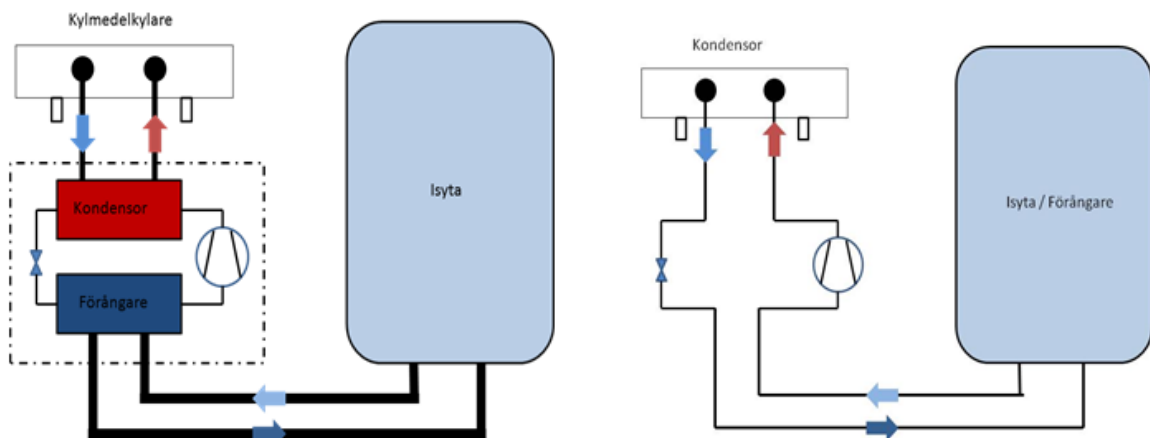 Kylmedelkylare
Kondensor
Förångare
Isyta
Kondensor
Isyta / Förångare